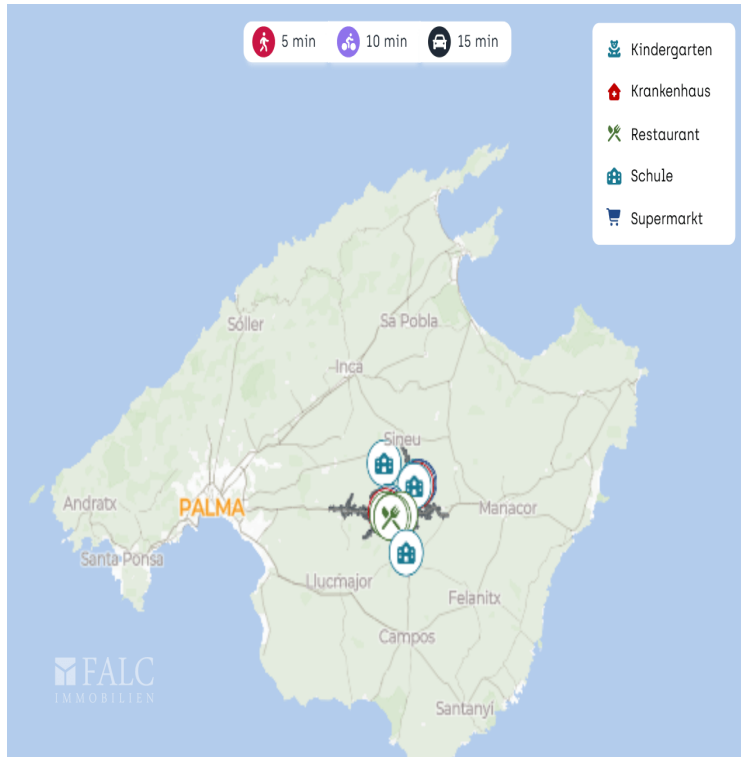 5 min
10 min
15 min
Kindergarten
Krankenhaus
Restaurant
Schule
Supermarkt
Sóller
Sa Pobla
Inca
Sineu
Andratx
PALMA
Manacor
Santa Ponsa
Llucmajor
Felanitx
Campos
Santanyí
FALC
IMMOBILIEN